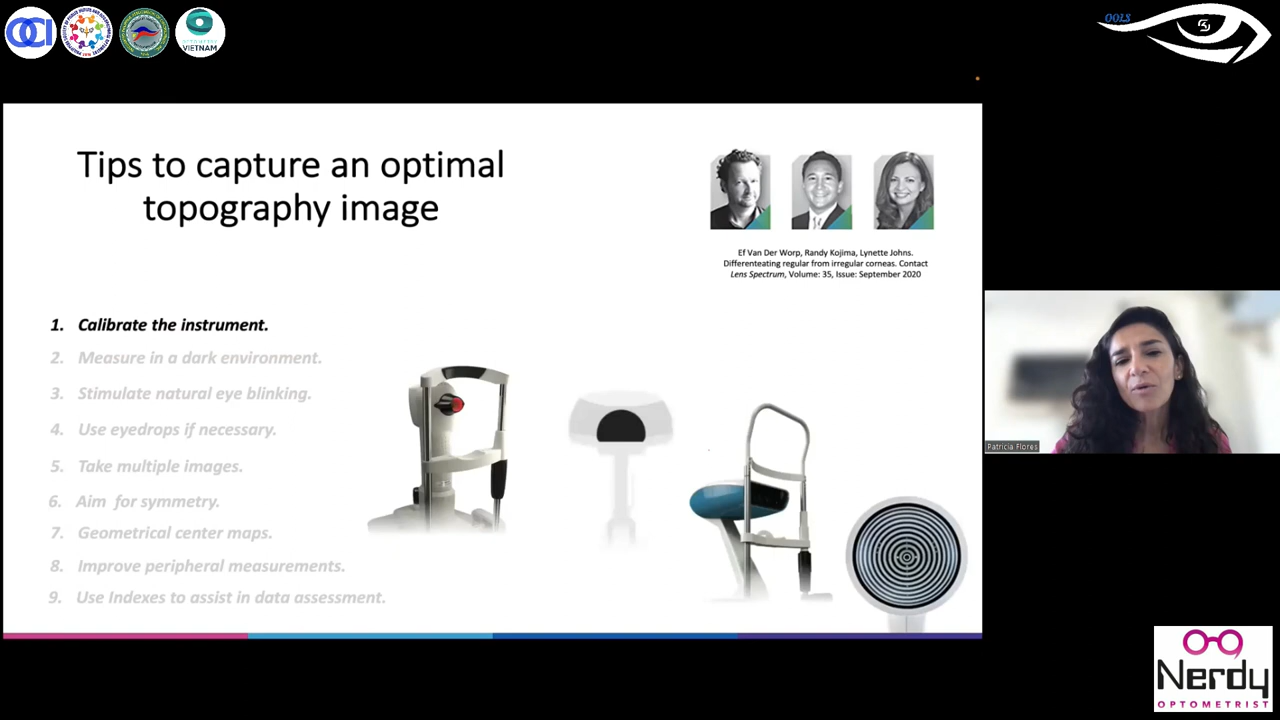 OCI
VIETNAM
OOLS
Tips to capture an optimal
topography image
Ef Van Der Worp, Randy Kojima, Lynette Johns.
Differenteating regular from irregular corneas. Contact
Lens Spectrum, Volume: 35, Issue: September 2020
1. Calibrate the instrument.
2. Measure in a dark environment.
3. Stimulate natural eye blinking.
4. Use eyedrops if necessary.
5. Take multiple images.
6. Aim for symmetry.
7. Geometrical center maps.
8. Improve peripheral measurements.
9. Use Indexes to assist in data assessment.
Patricia Flores
Nerdy
OPTOMETRIST